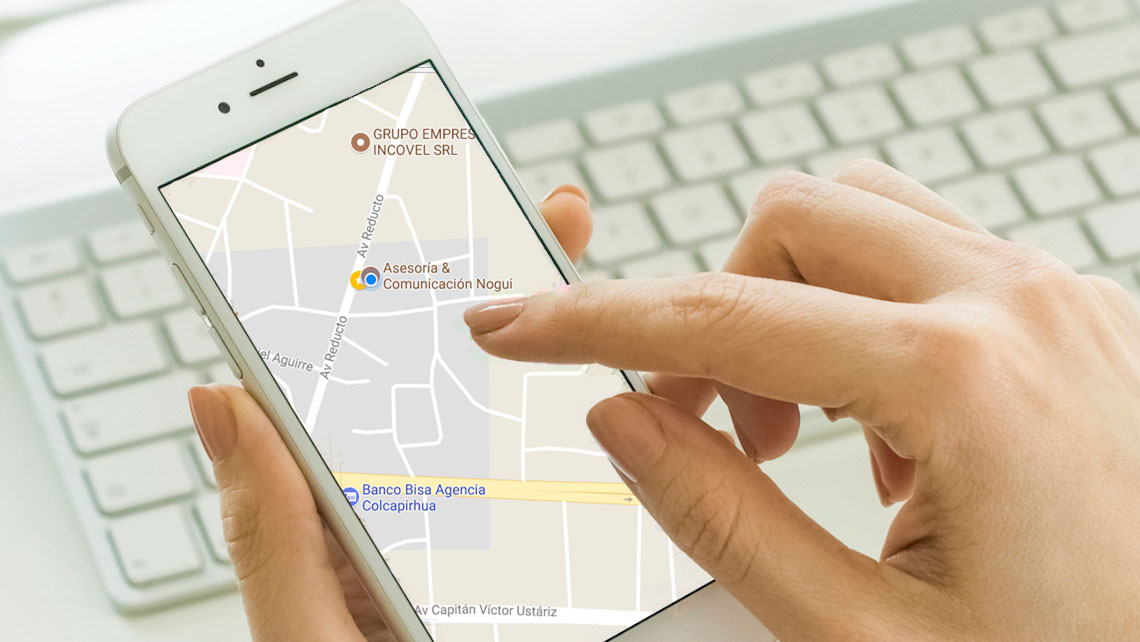 GRUPO EMPRES
INCOVEL SRL
Av Reducto
Asesoría &
Comunicación Nogui
Av Reducto
iel Aguirre
Banco Bisa Agencia
Colcapirhua
Av Capitán Víctor Ustáriz